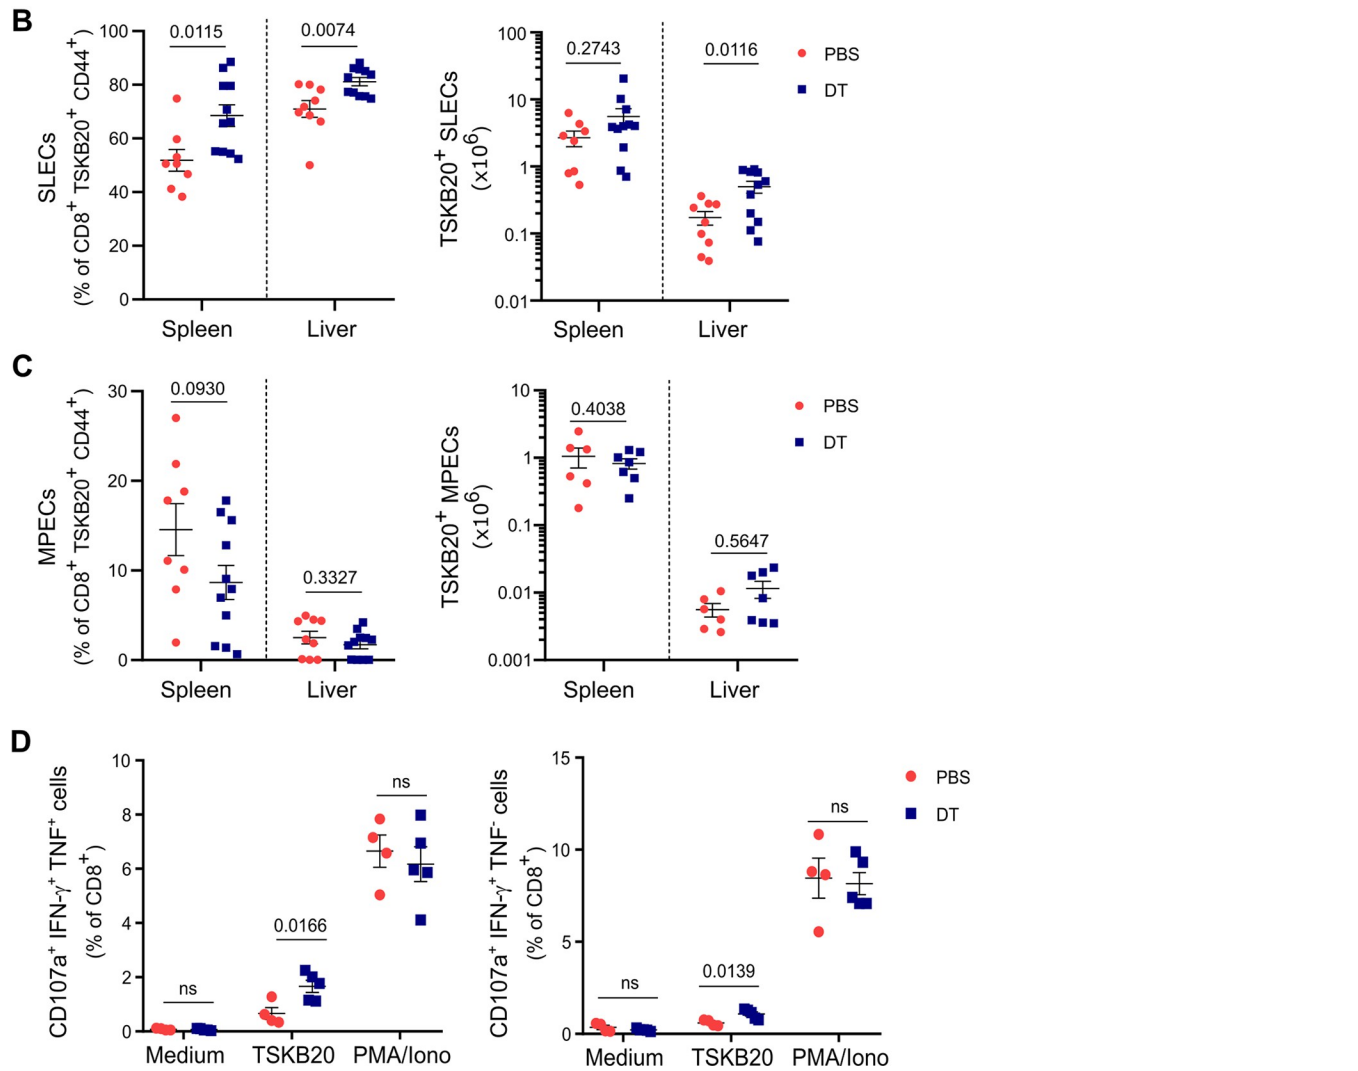 B
SLECs
(% of CD8+ TSKB20+ CD44+)
100
80
60
40
20
0
0.0115
0.0074
Spleen
Liver
TSKB20+ SLECs
(x10^6)
100
10
1
0.1
0.01
0.2743
0.0116
Spleen
Liver
PBS
DT
C
MPECs
(% of CD8+ TSKB20+ CD44+)
30
20
10
0
0.0930
0.3327
Spleen
Liver
TSKB20+ MPECs
(x10^6)
10
1
0.1
0.01
0.001
0.4038
0.5647
Spleen
Liver
PBS
DT
D
CD107a+ IFN-γ+ TNF+ cells
(% of CD8+)
10
8
6
4
2
0
ns
0.0166
ns
Medium
TSKB20
PMA/Iono
CD107a+ IFN-γ+ TNF- cells
(% of CD8+)
15
10
5
0
ns
0.0139
ns
Medium
TSKB20
PMA/Iono
PBS
DT